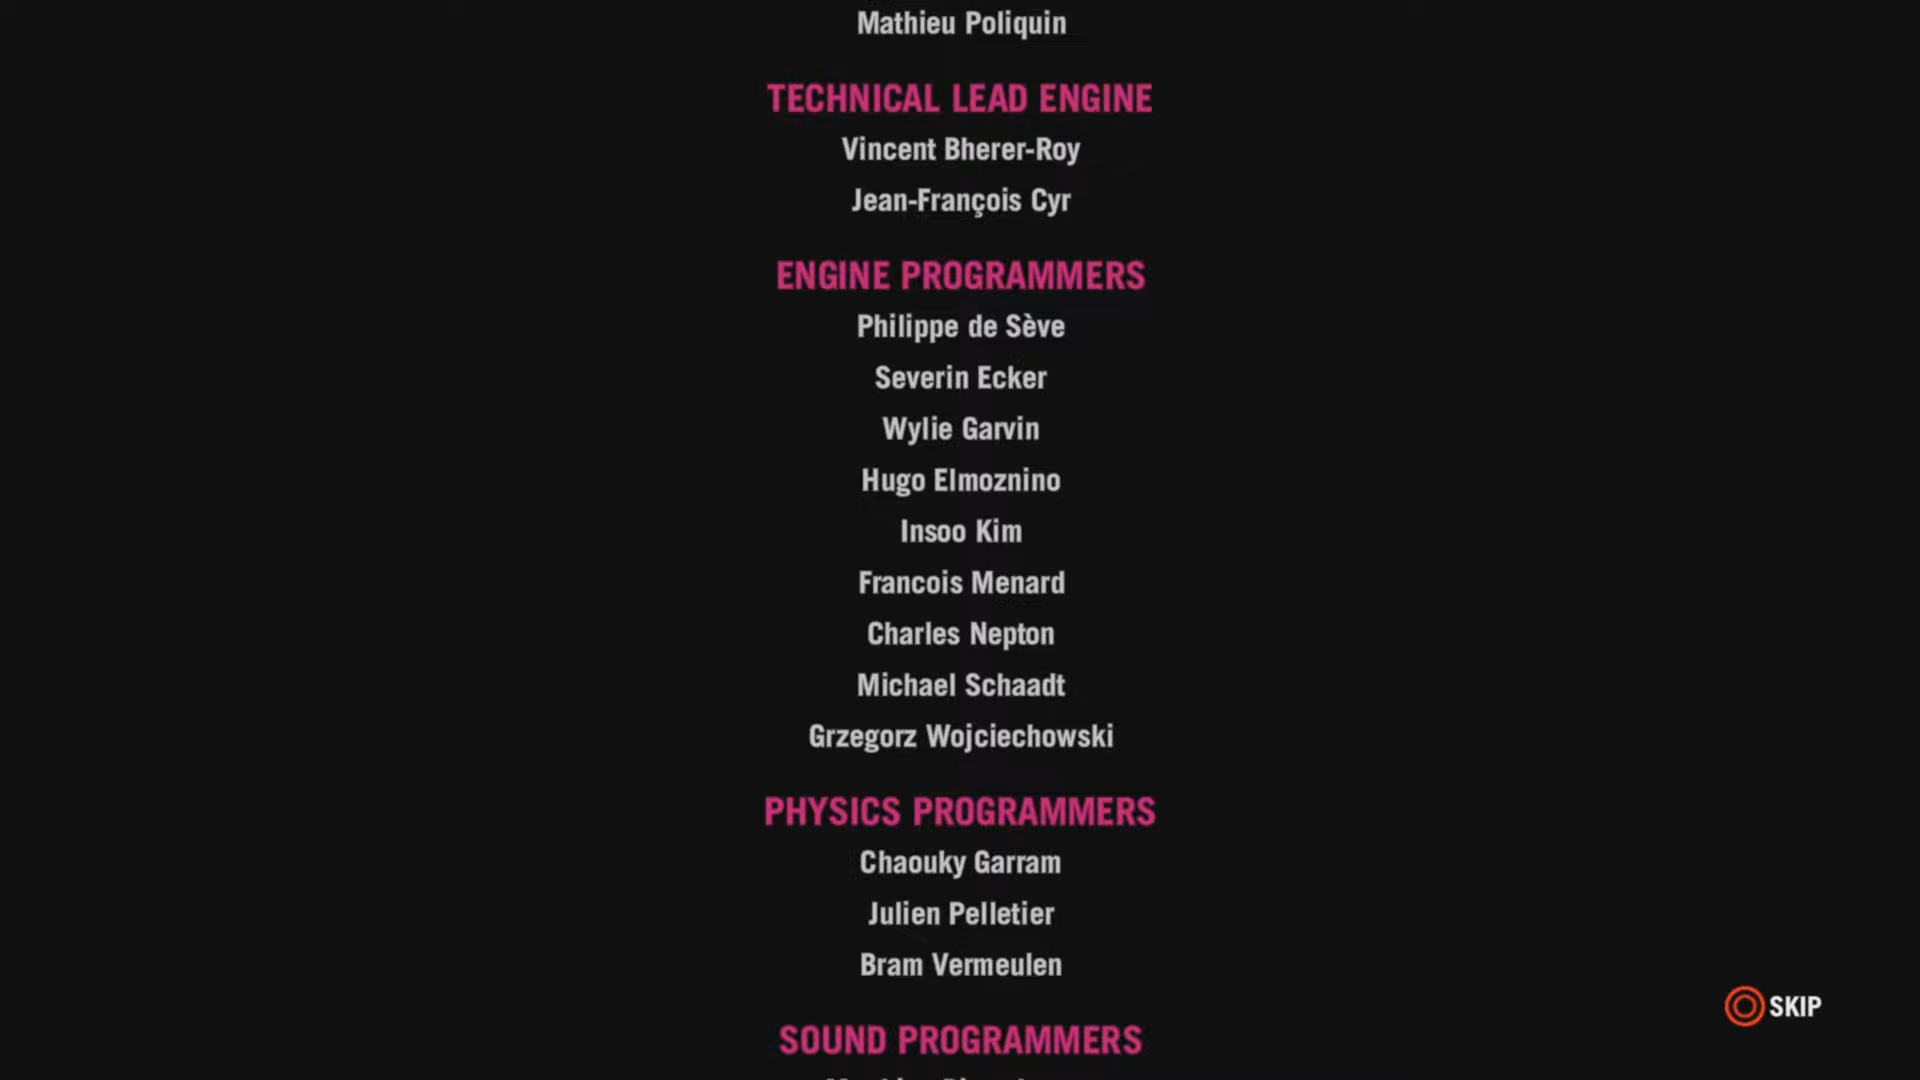 Mathieu Poliquin
TECHNICAL LEAD ENGINE
Vincent Bherer-Roy
Jean-François Cyr
ENGINE PROGRAMMERS
Philippe de Sève
Severin Ecker
Wylie Garvin
Hugo Elmoznino
Insoo Kim
Francois Menard
Charles Nepton
Michael Schaadt
Grzegorz Wojciechowski
PHYSICS PROGRAMMERS
Chaouky Garram
Julien Pelletier
Bram Vermeulen
SKIP
SOUND PROGRAMMERS